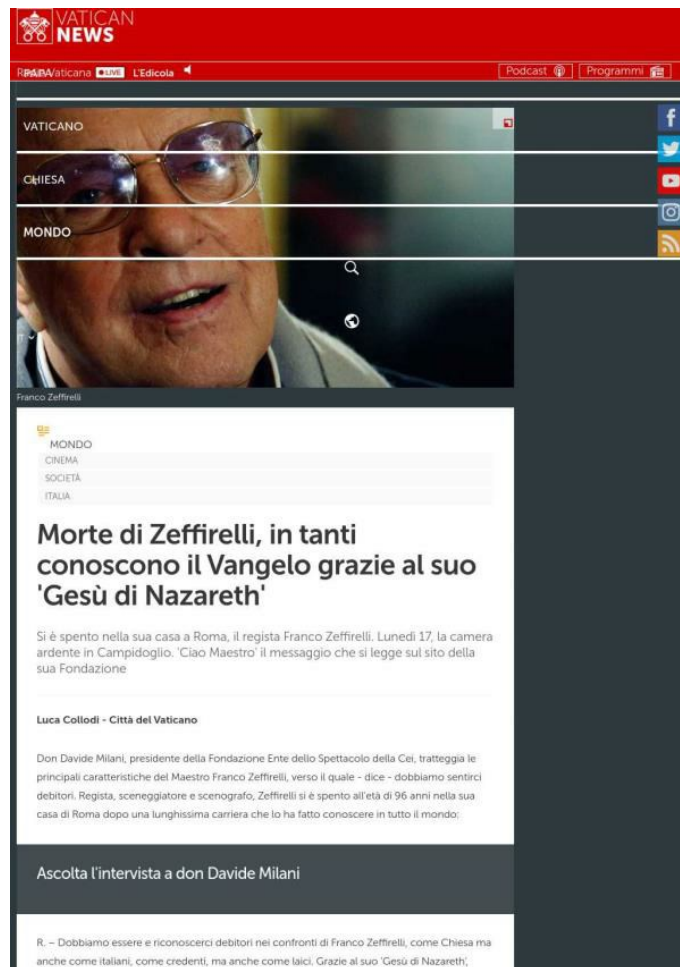 VATICAN
NEWS
Radio Vaticana LIVE L'Edicola Podcast Programmi
PAPA
VATICANO
CHIESA
MONDO
IT
Franco Zeffirelli
MONDO
CINEMA
SOCIETÀ
ITALIA
Morte di Zeffirelli, in tanti
conoscono il Vangelo grazie al suo
'Gesù di Nazareth'
Si è spento nella sua casa a Roma, il regista Franco Zeffirelli. Lunedì 17, la camera
ardente in Campidoglio. 'Ciao Maestro' il messaggio che si legge sul sito della
sua Fondazione
Luca Collodi - Città del Vaticano
Don Davide Milani, presidente della Fondazione Ente dello Spettacolo della Cei, tratteggia le
principali caratteristiche del Maestro Franco Zeffirelli, verso il quale - dice - dobbiamo sentirci
debitori. Regista, sceneggiatore e scenografo, Zeffirelli si è spento all'età di 96 anni nella sua
casa di Roma dopo una lunghissima carriera che lo ha fatto conoscere in tutto il mondo:
Ascolta l'intervista a don Davide Milani
R. – Dobbiamo essere e riconoscerci debitori nei confronti di Franco Zeffirelli, come Chiesa ma
anche come italiani, come credenti, ma anche come laici. Grazie al suo 'Gesù di Nazareth',